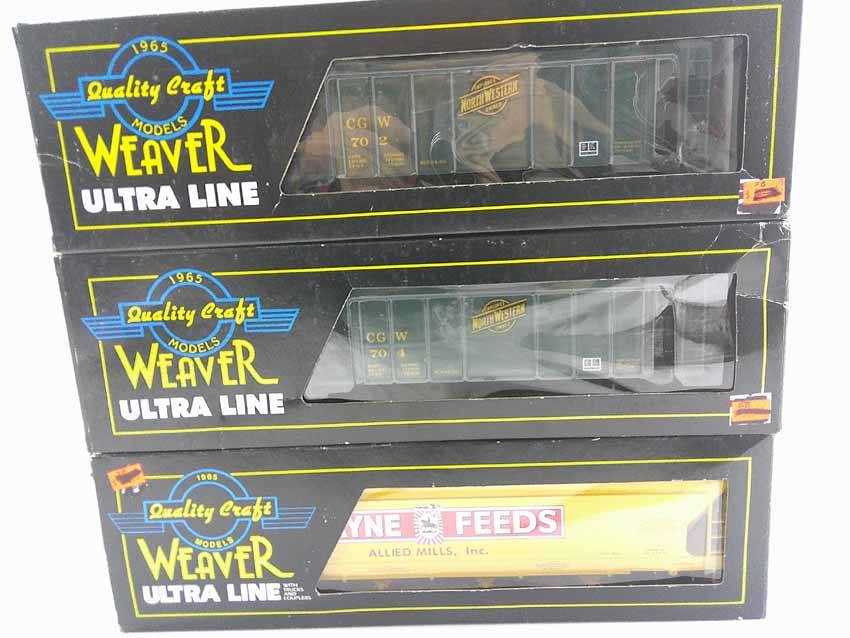 1965
Quality Craft
MODELS
WEAVER
ULTRA LINE
CGW
702
NORTH WESTERN
1965
Quality Craft
MODELS
WEAVER
ULTRA LINE
CGW
704
NORTH WESTERN
1965
Quality Craft
MODELS
WEAVER
ULTRA LINE
WITH
TRUCKS
AND
COUPLERS
YNE FEEDS
ALLIED MILLS, Inc.